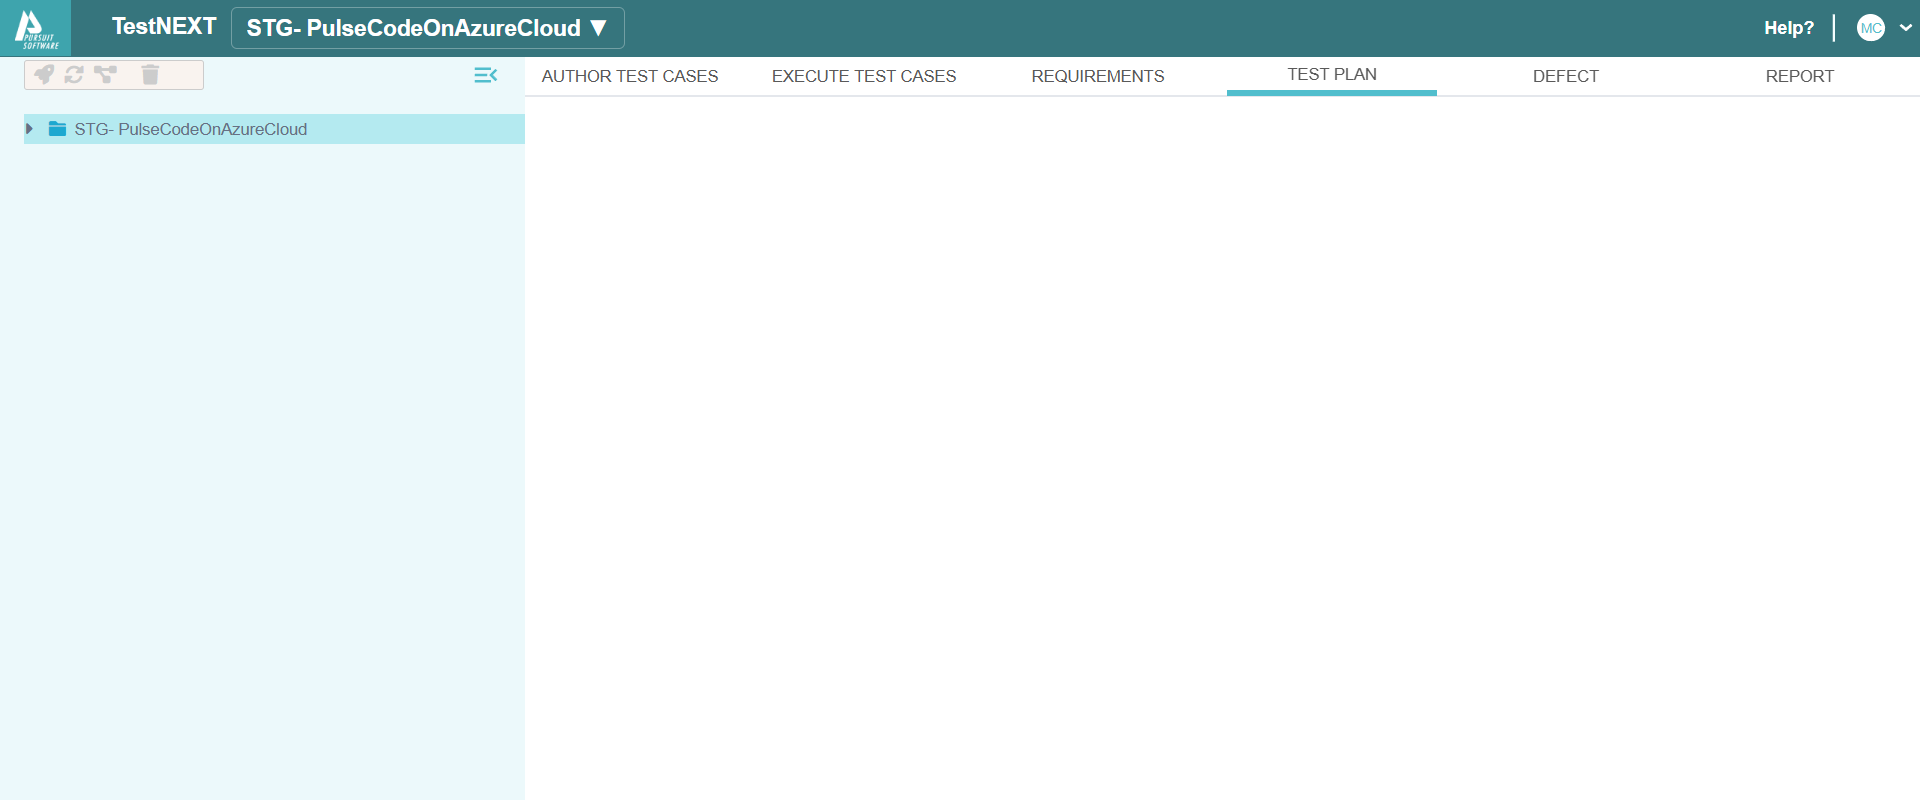 PURSUIT
SOFTWARE
TestNEXT
STG- PulseCodeOnAzureCloud ▼
Help?
MC
AUTHOR TEST CASES
EXECUTE TEST CASES
REQUIREMENTS
TEST PLAN
DEFECT
REPORT
STG- PulseCodeOnAzureCloud